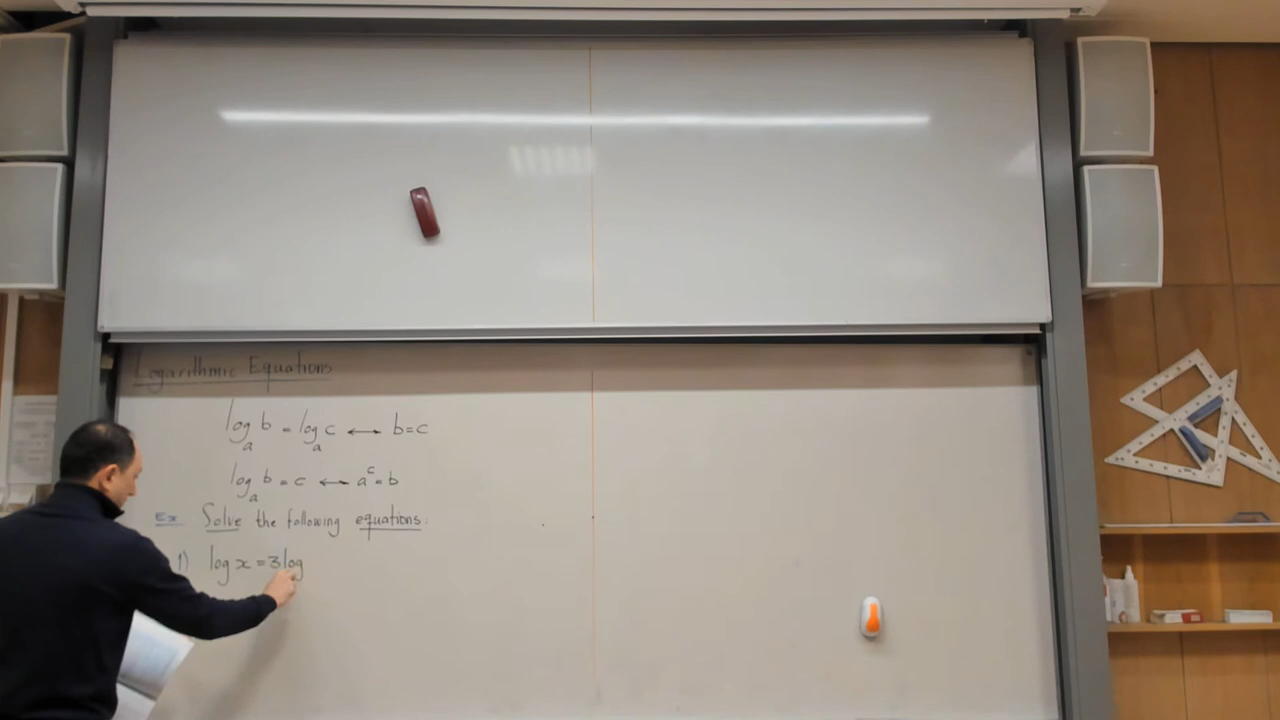 Logarithmic Equations
log_a b = log_a c ⟷ b=c
log_a b = c ⟷ a^c = b
Ex. Solve the following equations:
1) log x = 3log